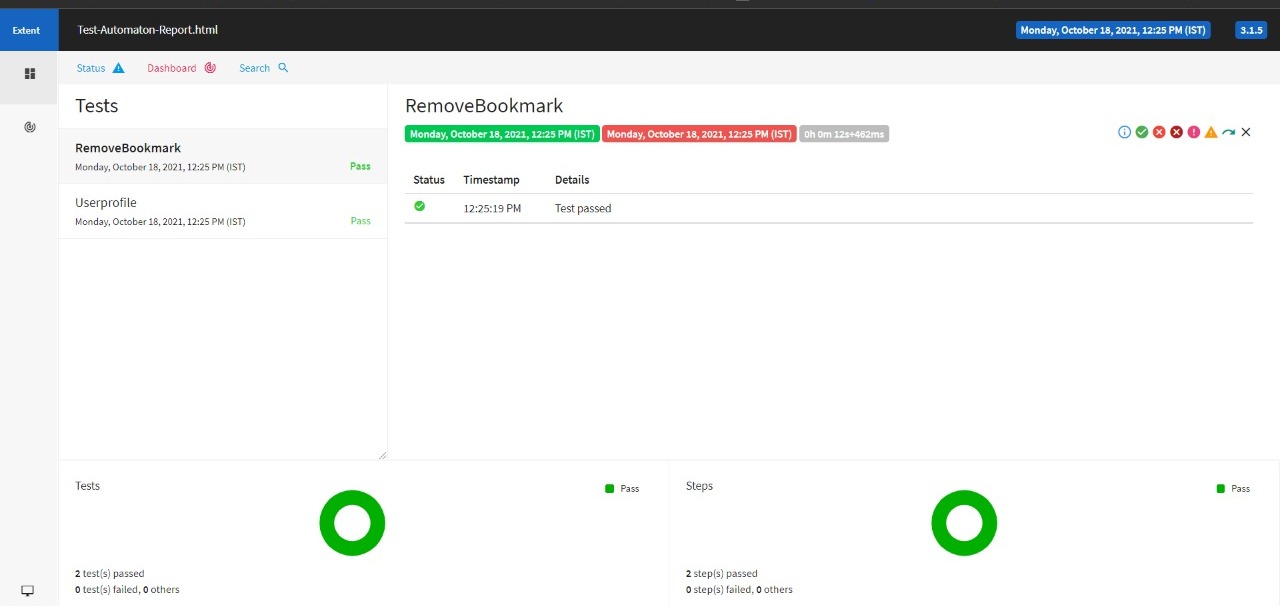 Extent
Test-Automaton-Report.html
Monday, October 18, 2021, 12:25 PM (IST)
3.1.5
Status
Dashboard
Search
Tests
RemoveBookmark
Monday, October 18, 2021, 12:25 PM (IST)
Pass
Userprofile
Monday, October 18, 2021, 12:25 PM (IST)
Pass
RemoveBookmark
Monday, October 18, 2021, 12:25 PM (IST) Monday, October 18, 2021, 12:25 PM (IST) 0h 0m 12s+462ms
Status Timestamp Details
12:25:19 PM Test passed
Tests
Pass
2 test(s) passed
0 test(s) failed, 0 others
Steps
Pass
2 step(s) passed
0 step(s) failed, 0 others